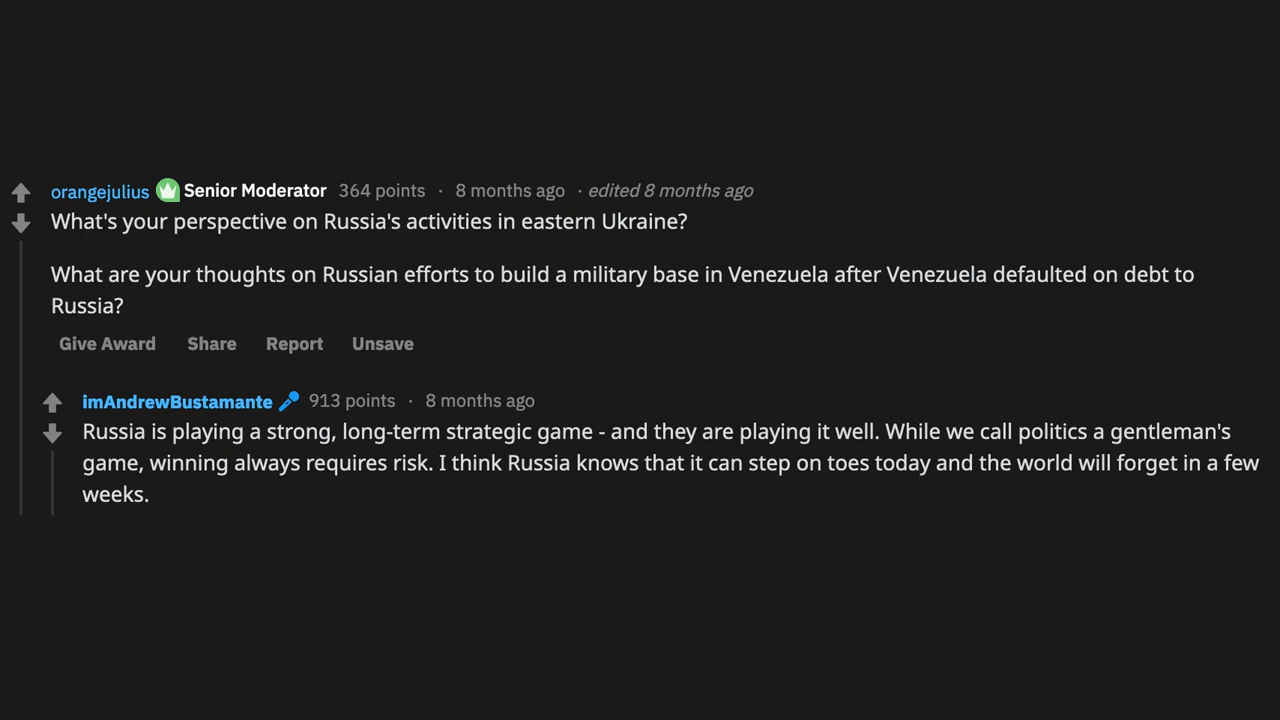 orangejulius Senior Moderator 364 points · 8 months ago · edited 8 months ago
What's your perspective on Russia's activities in eastern Ukraine?
What are your thoughts on Russian efforts to build a military base in Venezuela after Venezuela defaulted on debt to
Russia?
Give Award Share Report Unsave
imAndrewBustamante 913 points · 8 months ago
Russia is playing a strong, long-term strategic game - and they are playing it well. While we call politics a gentleman's
game, winning always requires risk. I think Russia knows that it can step on toes today and the world will forget in a few
weeks.